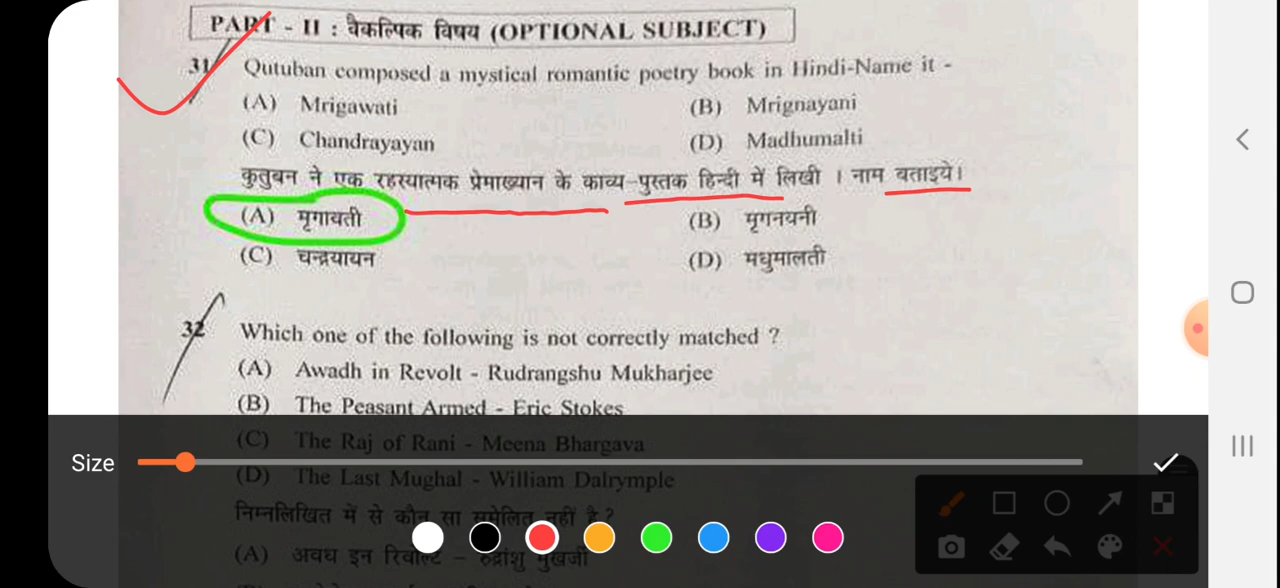 PART - II : वैकल्पिक विषय (OPTIONAL SUBJECT)
31 Qutuban composed a mystical romantic poetry book in Hindi-Name it -
(A) Mrigawati (B) Mrignayani
(C) Chandrayayan (D) Madhumalti
कुतुबन ने एक रहस्यात्मक प्रेमाख्यान के काव्य-पुस्तक हिन्दी में लिखी । नाम बताइये।
(A) मृगावती (B) मृगनयनी
(C) चन्द्रयायन (D) मधुमालती
32 Which one of the following is not correctly matched ?
(A) Awadh in Revolt - Rudrangshu Mukharjee
(B) The Peasant Armed - Eric Stokes
(C) The Raj of Rani - Meena Bhargava
Size
(D) The Last Mughal - William Dalrymple
निम्नलिखित में से कौन सा सुमेलित नहीं है ?
(A) अवध इन रिवोल्ट – रुद्रांशु मुखर्जी